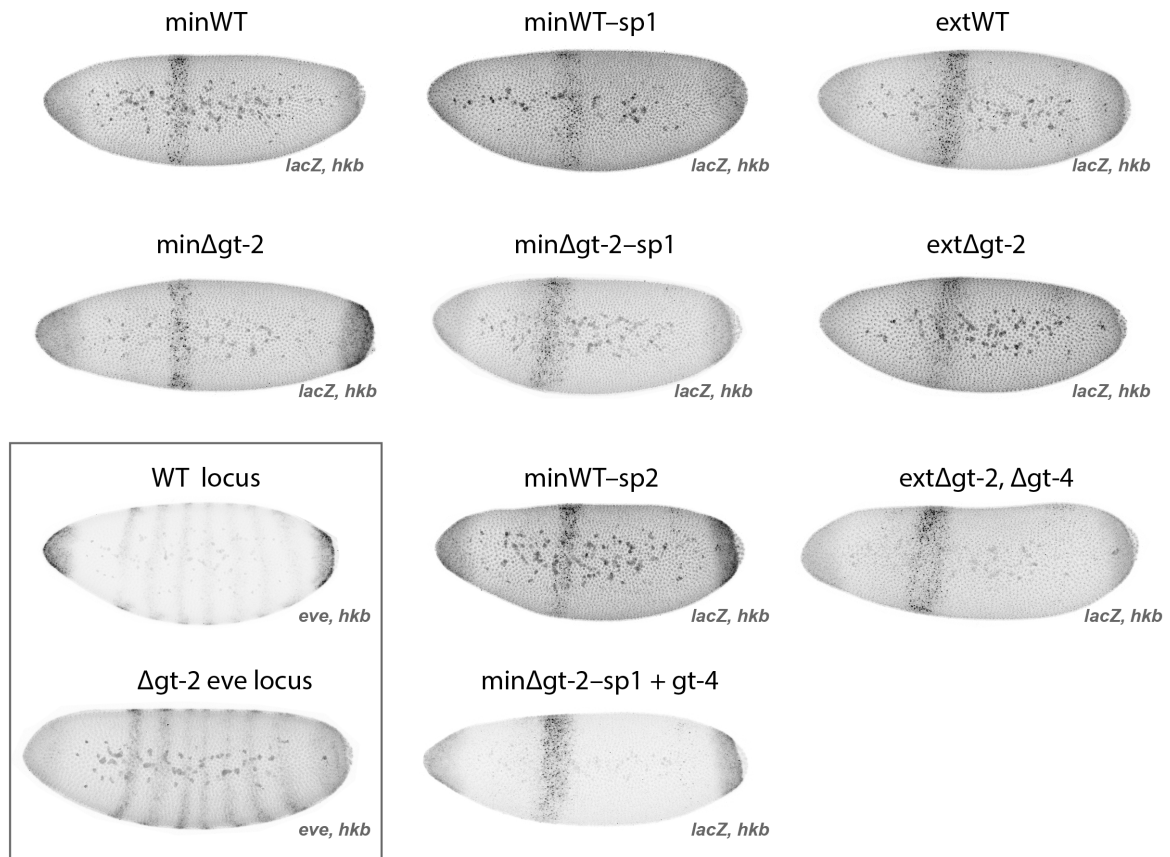 minWT
minWT–sp1
extWT
lacZ, hkb
lacZ, hkb
lacZ, hkb
minΔgt-2
minΔgt-2–sp1
extΔgt-2
lacZ, hkb
lacZ, hkb
lacZ, hkb
WT locus
minWT–sp2
extΔgt-2, Δgt-4
eve, hkb
lacZ, hkb
lacZ, hkb
Δgt-2 eve locus
minΔgt-2–sp1 + gt-4
eve, hkb
lacZ, hkb